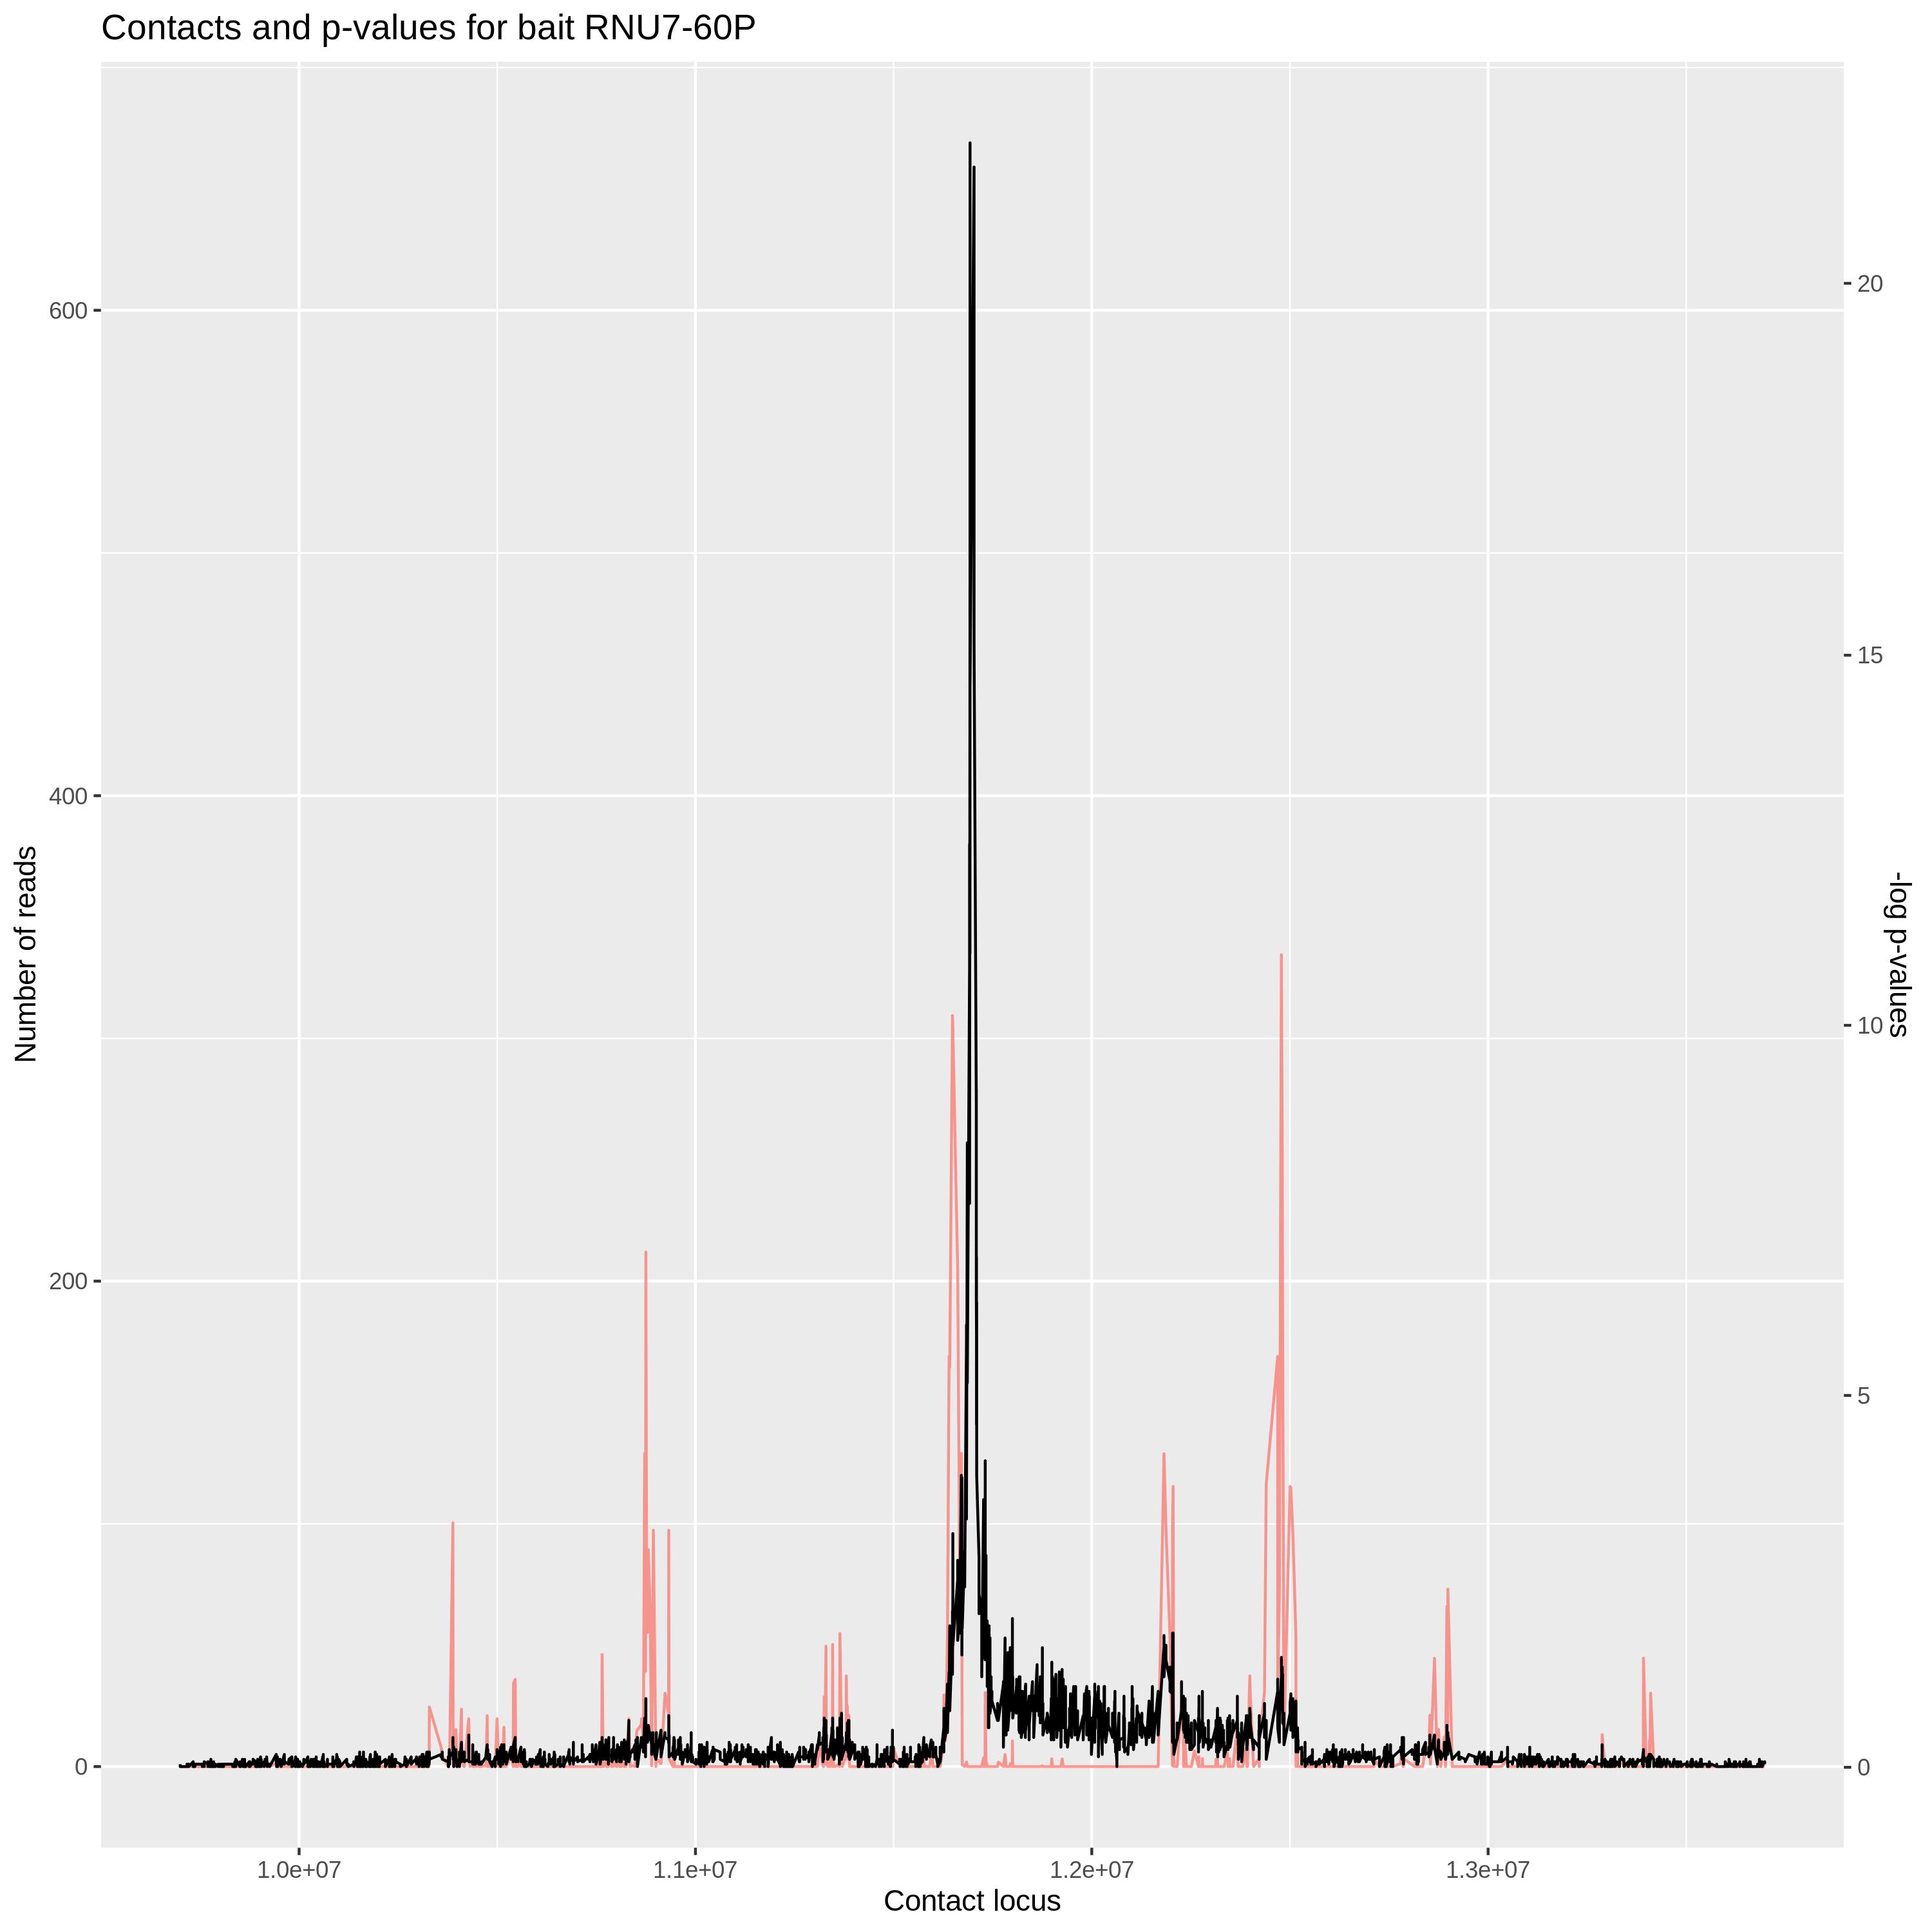 Contacts and p-values for bait RNU7-60P
600
400
200
0
Number of reads
20
15
10
5
0
-log p-values
1.0e+07
1.1e+07
1.2e+07
1.3e+07
Contact locus